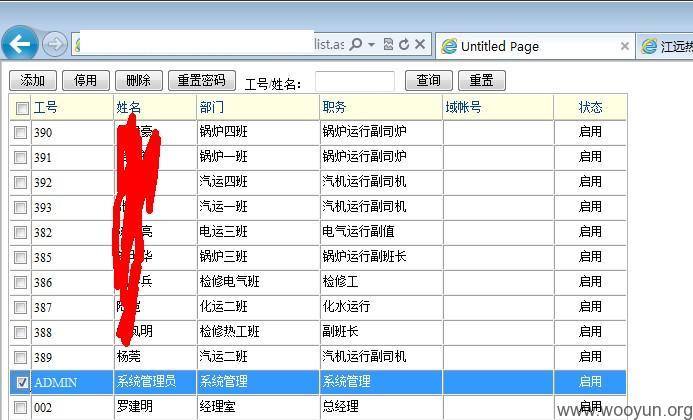 list.as
Untitled Page
江远热
添加 停用 删除 重置密码 工号/姓名: 查询 重置
工号 姓名 部门 职务 域帐号 状态
390 豪 锅炉四班 锅炉运行副司炉 启用
391 锅炉一班 锅炉运行副司炉 启用
392 汽运四班 汽机运行副司机 启用
393 汽运一班 汽机运行副司机 启用
382 亮 电运三班 电气运行副值 启用
385 华 锅炉三班 锅炉运行副班长 启用
386 兵 检修电气班 检修工 启用
387 化运二班 化水运行 启用
388 明 检修热工班 副班长 启用
389 杨莞 汽运二班 汽机运行副司机 启用
ADMIN 系统管理员 系统管理 系统管理 启用
002 罗建明 经理室 总经理 启用
www.wooyun.org